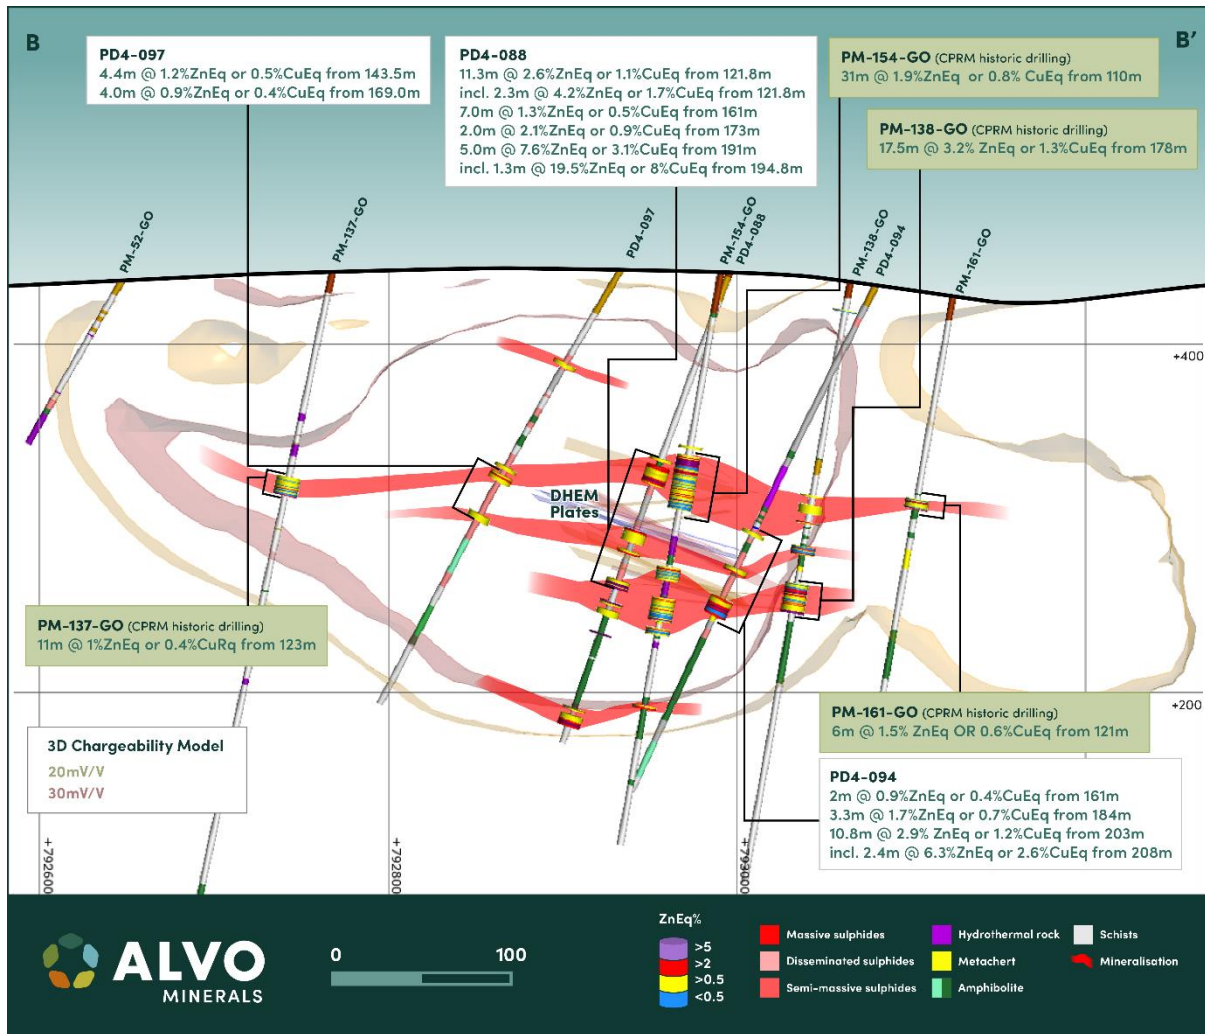 B
B'
PD4-097
4.4m @ 1.2%ZnEq or 0.5%CuEq from 143.5m
4.0m @ 0.9%ZnEq or 0.4%CuEq from 169.0m
PD4-088
11.3m @ 2.6%ZnEq or 1.1%CuEq from 121.8m
incl. 2.3m @ 4.2%ZnEq or 1.7%CuEq from 121.8m
7.0m @ 1.3%ZnEq or 0.5%CuEq from 161m
2.0m @ 2.1%ZnEq or 0.9%CuEq from 173m
5.0m @ 7.6%ZnEq or 3.1%CuEq from 191m
incl. 1.3m @ 19.5%ZnEq or 8%CuEq from 194.8m
PM-154-GO (CPRM historic drilling)
31m @ 1.9%ZnEq or 0.8% CuEq from 110m
PM-138-GO (CPRM historic drilling)
17.5m @ 3.2% ZnEq or 1.3%CuEq from 178m
PM-52-GO
PM-137-GO
PD4-097
PM-154-GO
PD4-088
PM-138-GO
PD4-094
PM-161-GO
+400
DHEM
Plates
PM-137-GO (CPRM historic drilling)
11m @ 1%ZnEq or 0.4%CuRq from 123m
+200
PM-161-GO (CPRM historic drilling)
6m @ 1.5% ZnEq OR 0.6%CuEq from 121m
3D Chargeability Model
20mV/V
30mV/V
PD4-094
2m @ 0.9%ZnEq or 0.4%CuEq from 161m
3.3m @ 1.7%ZnEq or 0.7%CuEq from 184m
10.8m @ 2.9% ZnEq or 1.2%CuEq from 203m
incl. 2.4m @ 6.3%ZnEq or 2.6%CuEq from 208m
+792600
+792800
+793000
ALVO
MINERALS
0 100
ZnEq%
>5
>2
>0.5
<0.5
Massive sulphides
Disseminated sulphides
Semi-massive sulphides
Hydrothermal rock
Metachert
Amphibolite
Schists
Mineralisation